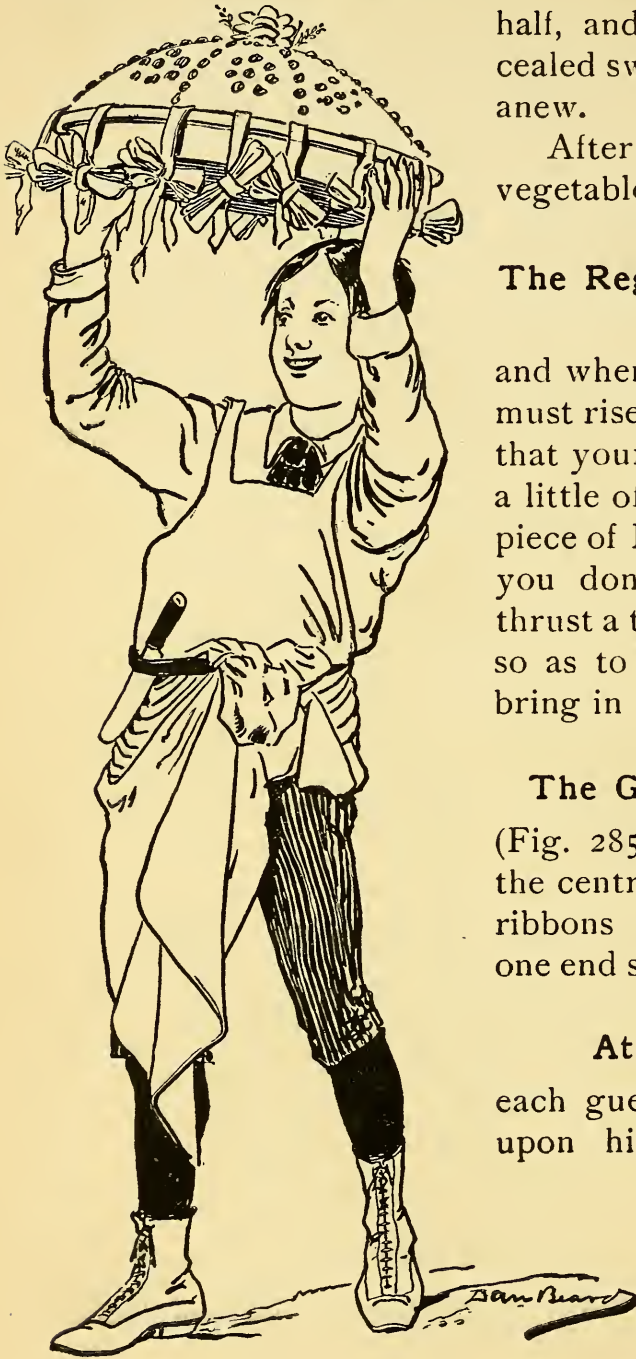 half, and
cealed sw
anew.
After
vegetable
The Reg
and when
must rise
that your
a little of
piece of
you don
thrust a t
so as to
bring in
The G
(Fig. 285
the centr
ribbons
one end s
At
each gue
upon hi
Dan Beard